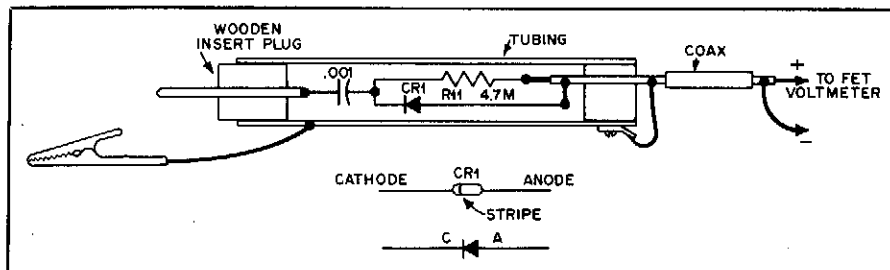 WOODEN
INSERT PLUG
TUBING
COAX
.001
CR1
R11 4.7M
+
TO FET
VOLTMETER
−
CATHODE CR1 ANODE
STRIPE
C A